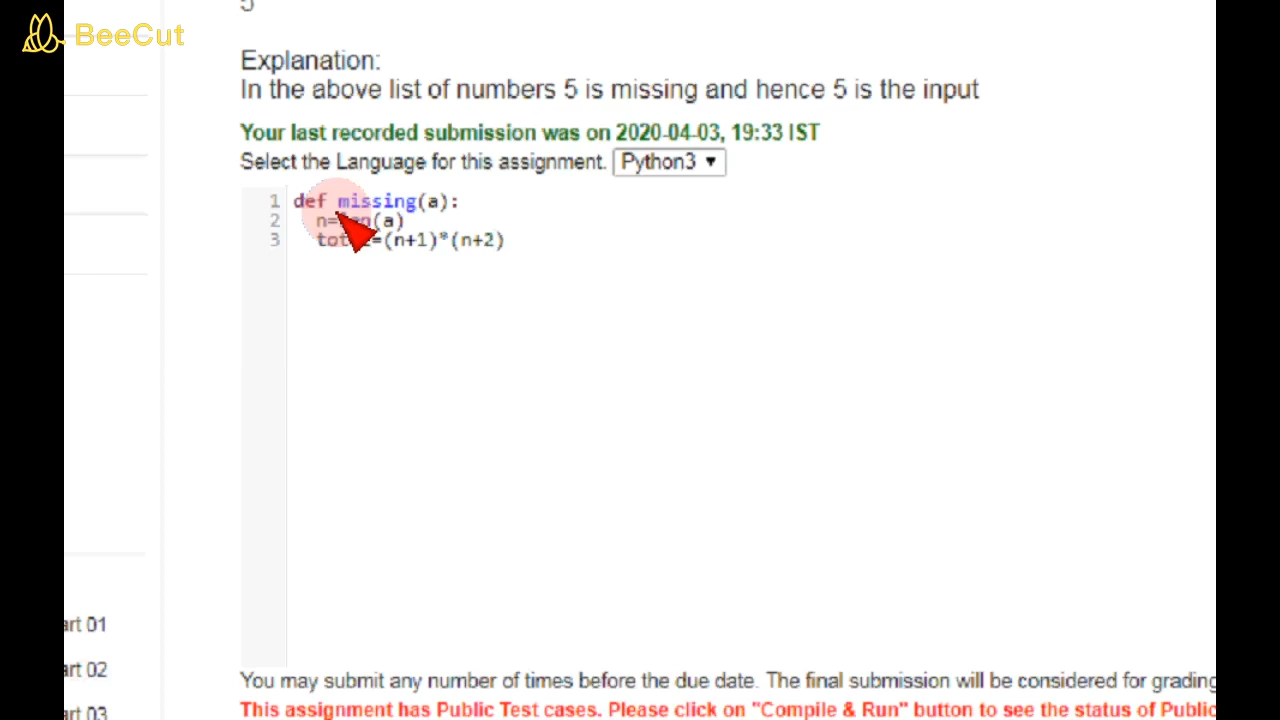 BeeCut
5
Explanation:
In the above list of numbers 5 is missing and hence 5 is the input
Your last recorded submission was on 2020-04-03, 19:33 IST
Select the Language for this assignment. Python3 ▼
1 def missing(a):
2 n=len(a)
3 total=(n+1)*(n+2)
art 01
art 02
art 03
You may submit any number of times before the due date. The final submission will be considered for grading
This assignment has Public Test cases. Please click on "Compile & Run" button to see the status of Public